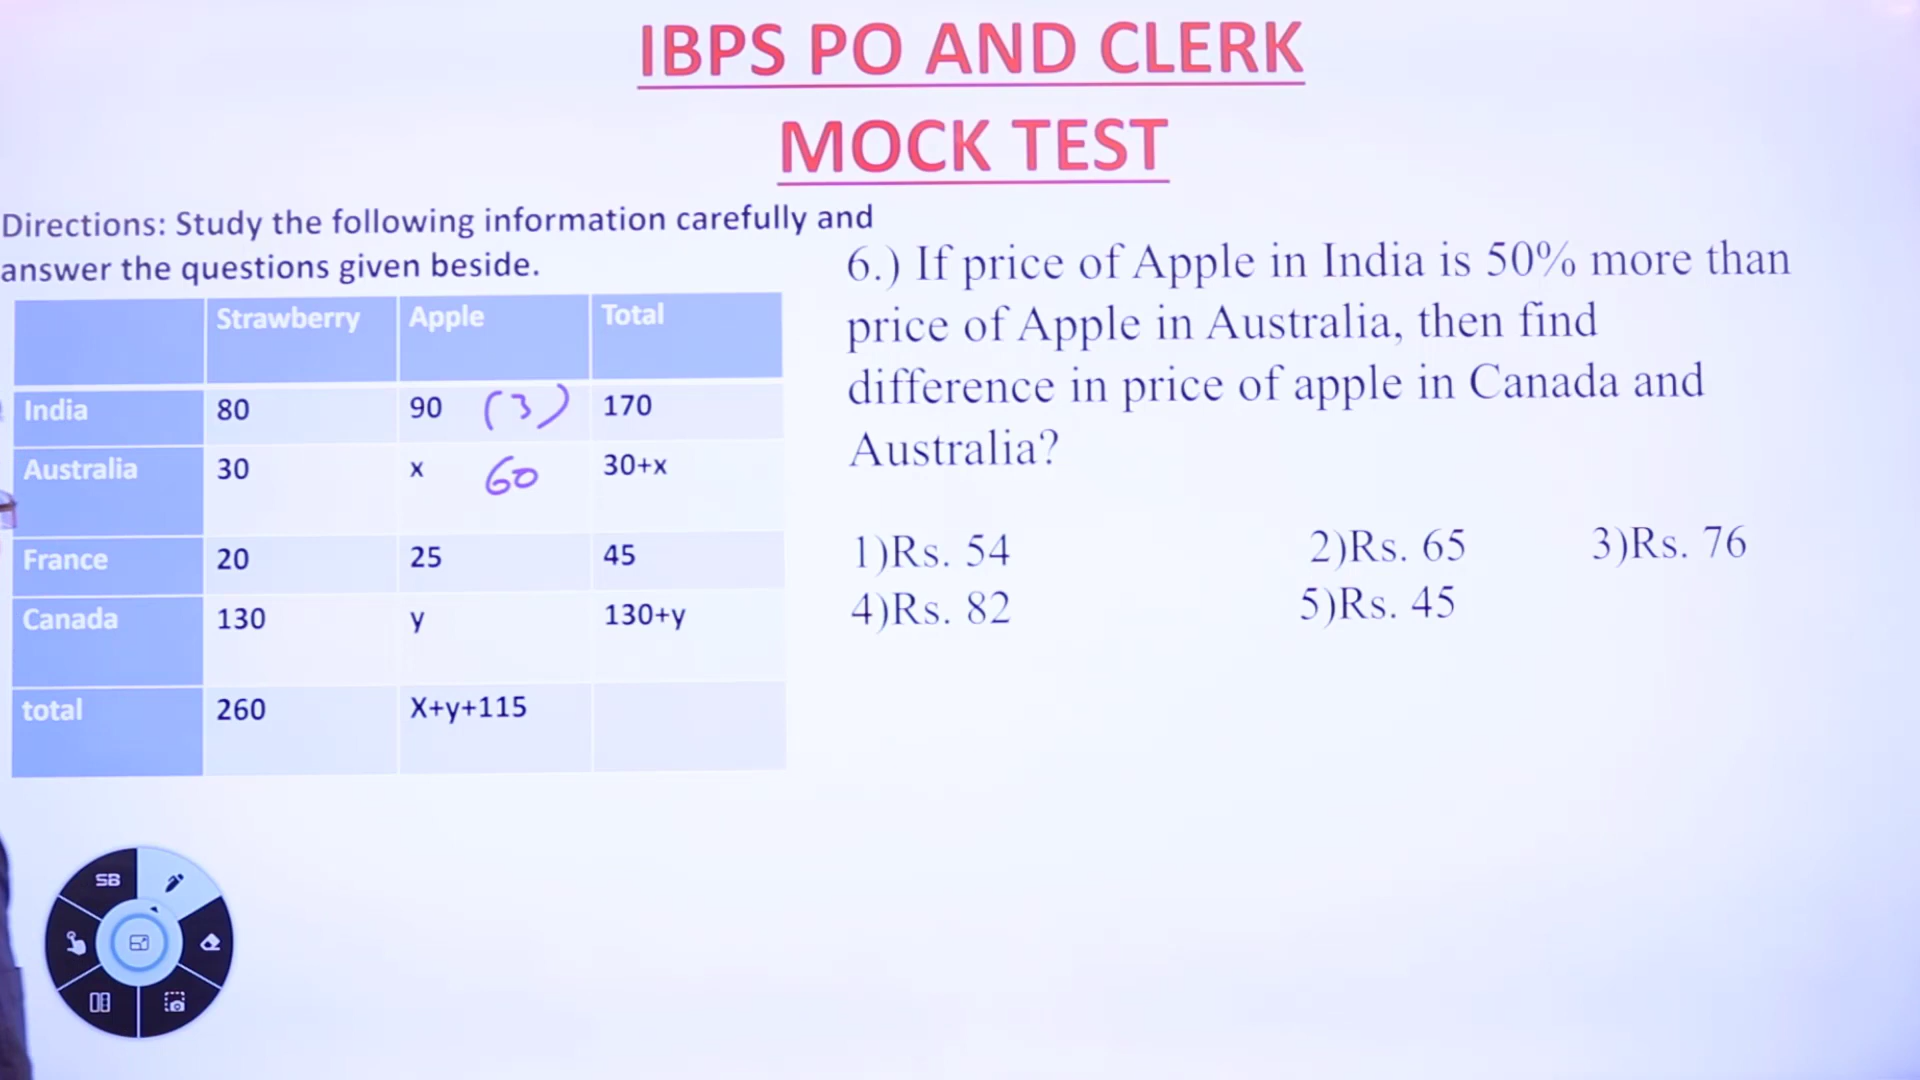 IBPS PO AND CLERK
MOCK TEST
Directions: Study the following information carefully and
answer the questions given beside.
Strawberry Apple Total
India 80 90 (3) 170
Australia 30 x 60 30+x
France 20 25 45
Canada 130 y 130+y
total 260 X+y+115
6.) If price of Apple in India is 50% more than
price of Apple in Australia, then find
difference in price of apple in Canada and
Australia?
1)Rs. 54 2)Rs. 65 3)Rs. 76
4)Rs. 82 5)Rs. 45
SB